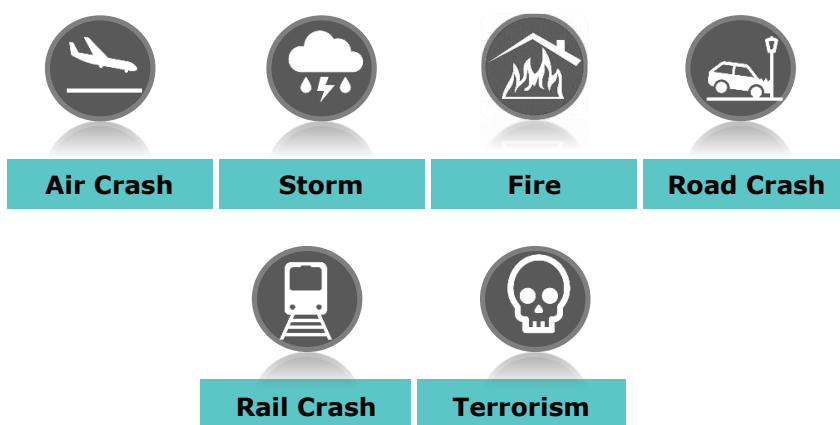 Air Crash
Storm
Fire
Road Crash
Rail Crash
Terrorism